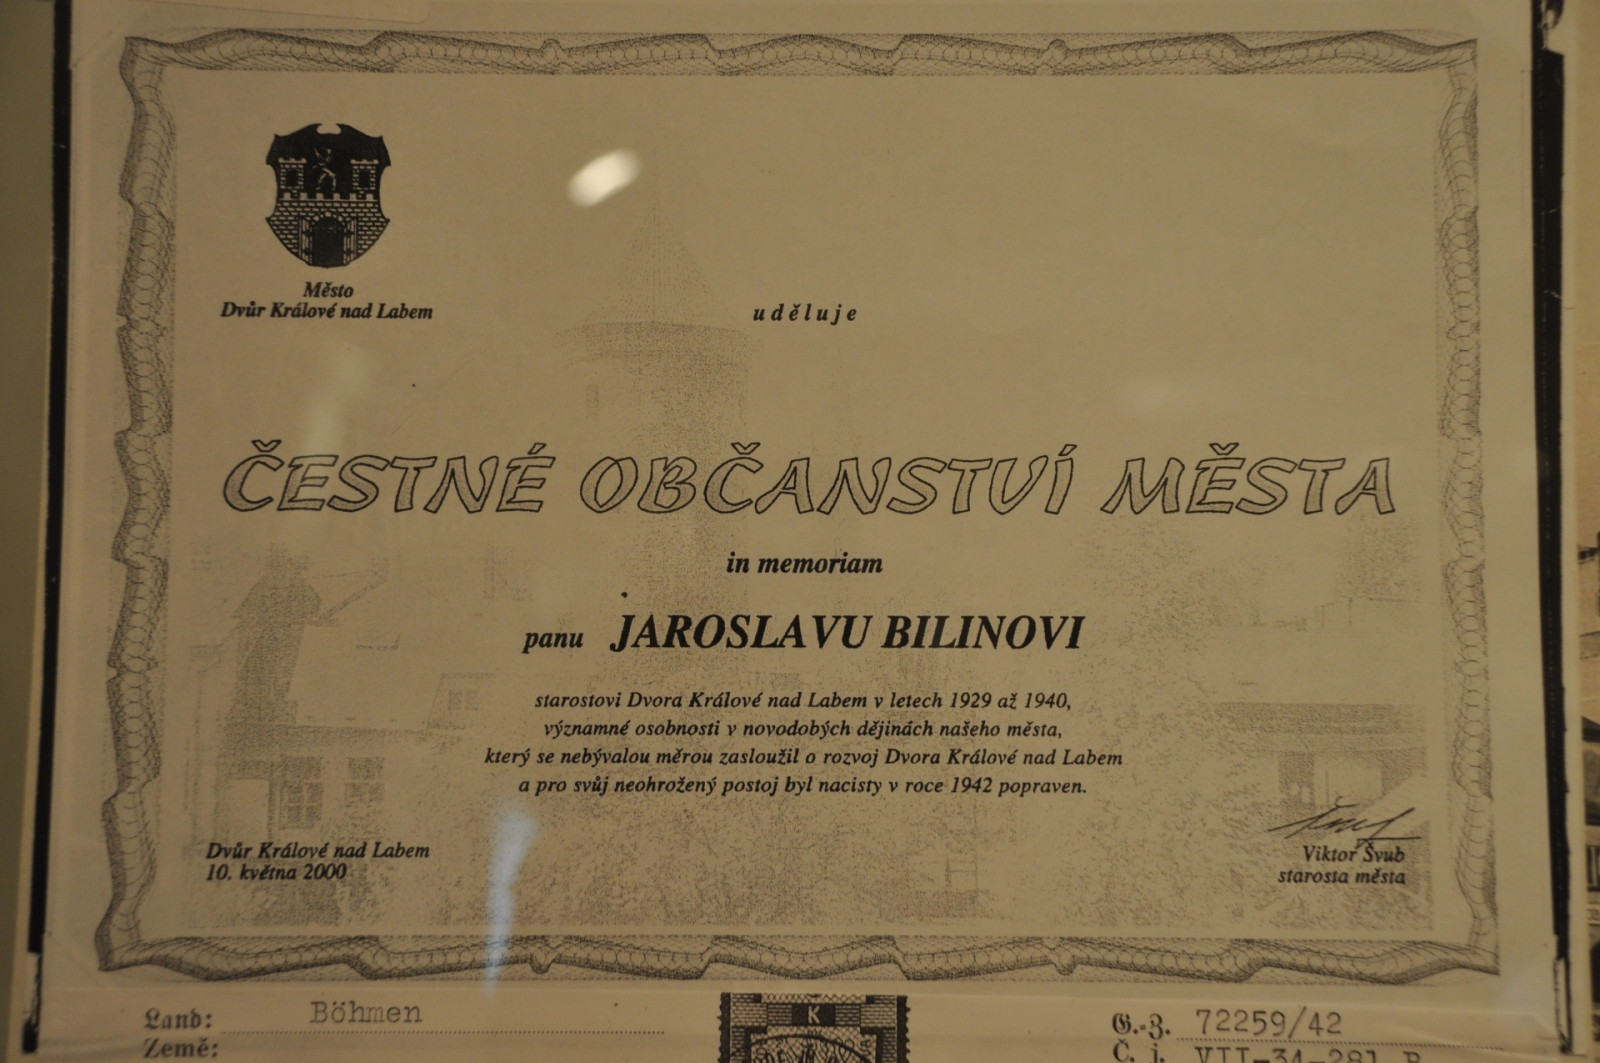 Město
Dvůr Králové nad Labem
uděluje
ČESTNÉ OBČANSTVÍ MĚSTA
in memoriam
panu JAROSLAVU BILINOVI
starostovi Dvora Králové nad Labem v letech 1929 až 1940,
významné osobnosti v novodobých dějinách našeho města,
který se nebývalou měrou zasloužil o rozvoj Dvora Králové nad Labem
a pro svůj neohrožený postoj byl nacisty v roce 1942 popraven.
Dvůr Králové nad Labem
10. května 2000
Viktor Švub
starosta města
Land: Böhmen
Země:
K
G.-Z. 72259/42
Č. j. VII-34-281